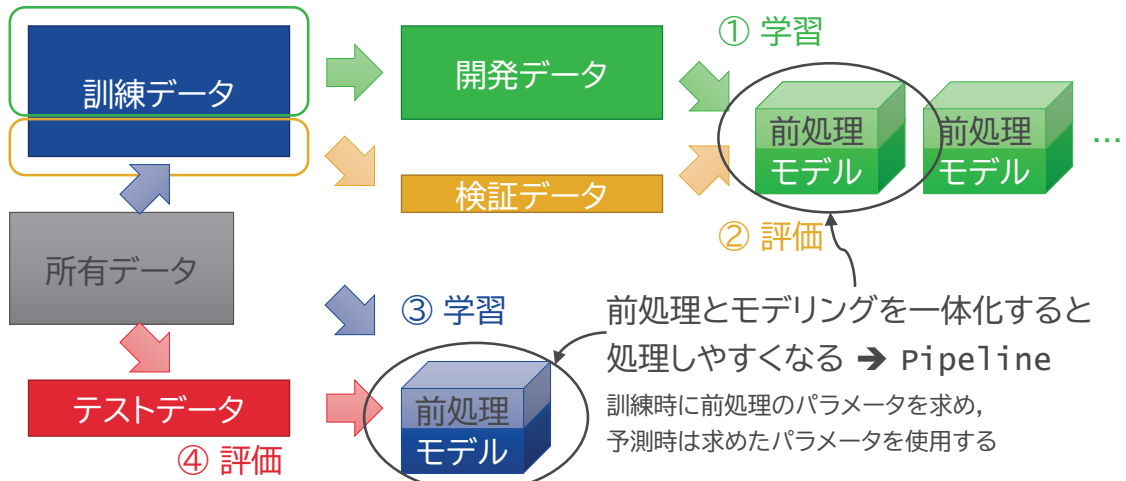 ① 学習
訓練データ
開発データ
前処理
モデル
前処理
モデル
…
検証データ
② 評価
所有データ
③ 学習
前処理とモデリングを一体化すると
処理しやすくなる ➔ Pipeline
訓練時に前処理のパラメータを求め,
予測時は求めたパラメータを使用する
テストデータ
④ 評価
前処理
モデル